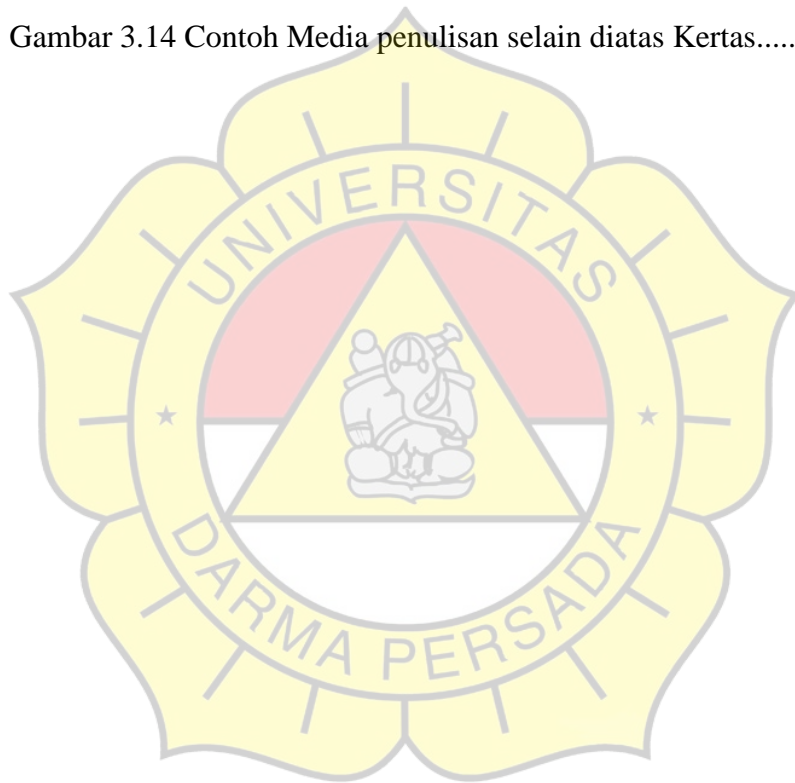 Gambar 3.14 Contoh Media penulisan selain diatas Kertas.....
UNIVERSITAS
DARMA PERSADA